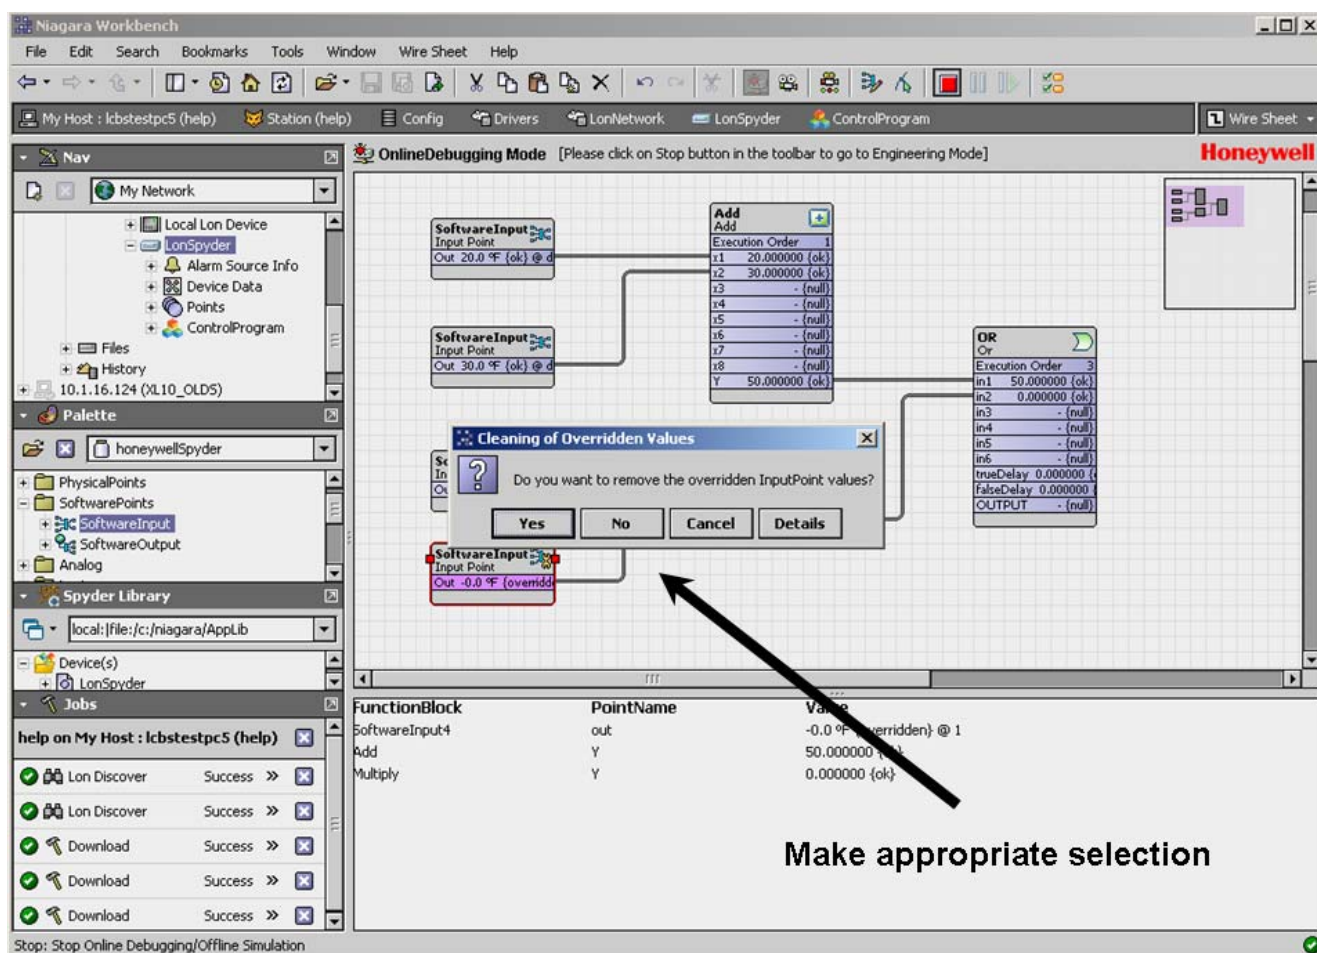 Niagara Workbench
File Edit Search Bookmarks Tools Window Wire Sheet Help
My Host : lcbstestpc5 (help) Station (help) Config Drivers LonNetwork LonSpyder ControlProgram Wire Sheet
Nav
My Network
Local Lon Device
LonSpyder
Alarm Source Info
Device Data
Points
ControlProgram
Files
History
10.1.16.124 (XL10_OLD5)
Palette
honeywellSpyder
PhysicalPoints
SoftwarePoints
SoftwareInput
SoftwareOutput
Analog
Spyder Library
local:|file:/c:/niagara/AppLib
Device(s)
LonSpyder
Jobs
help on My Host : lcbstestpc5 (help)
Lon Discover Success »
Lon Discover Success »
Download Success »
Download Success »
Download Success »
OnlineDebugging Mode [Please click on Stop button in the toolbar to go to Engineering Mode]
Honeywell
SoftwareInput
Input Point
Out 20.0 ºF {ok} @ d
SoftwareInput
Input Point
Out 30.0 ºF {ok} @ d
Add
Add
Execution Order 1
x1 20.000000 {ok}
x2 30.000000 {ok}
x3 - {null}
x4 - {null}
x5 - {null}
x6 - {null}
x7 - {null}
x8 - {null}
Y 50.000000 {ok}
OR
Or
Execution Order 3
in1 50.000000 {ok}
in2 0.000000 {ok}
in3 - {null}
in4 - {null}
in5 - {null}
in6 - {null}
trueDelay 0.000000 {
falseDelay 0.000000
OUTPUT - {null}
Cleaning of Overridden Values
Do you want to remove the overridden InputPoint values?
Yes No Cancel Details
SoftwareInput
Input Point
Out -0.0 ºF {overridd
FunctionBlock PointName Value
SoftwareInput4 out -0.0 ºF {overridden} @ 1
Add Y 50.000000 {ok}
Multiply Y 0.000000 {ok}
Make appropriate selection
Stop: Stop Online Debugging/Offline Simulation